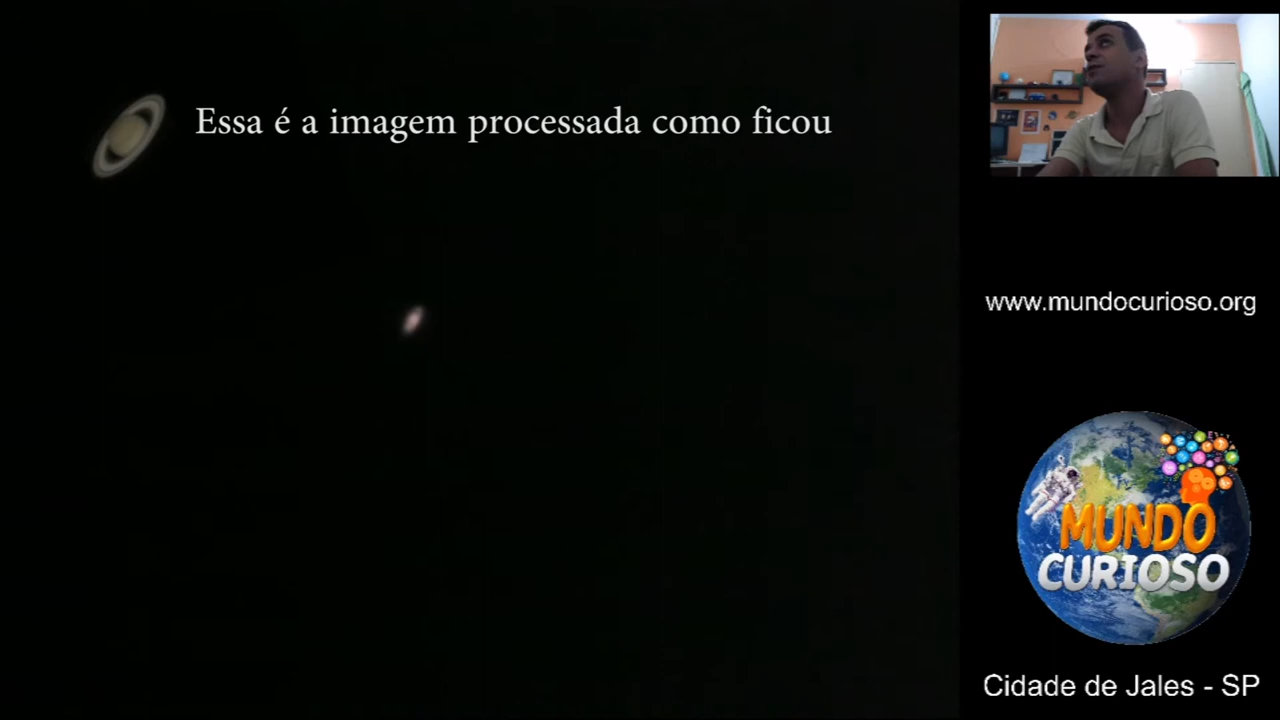 Essa é a imagem processada como ficou
www.mundocurioso.org
MUNDO
CURIOSO
Cidade de Jales - SP